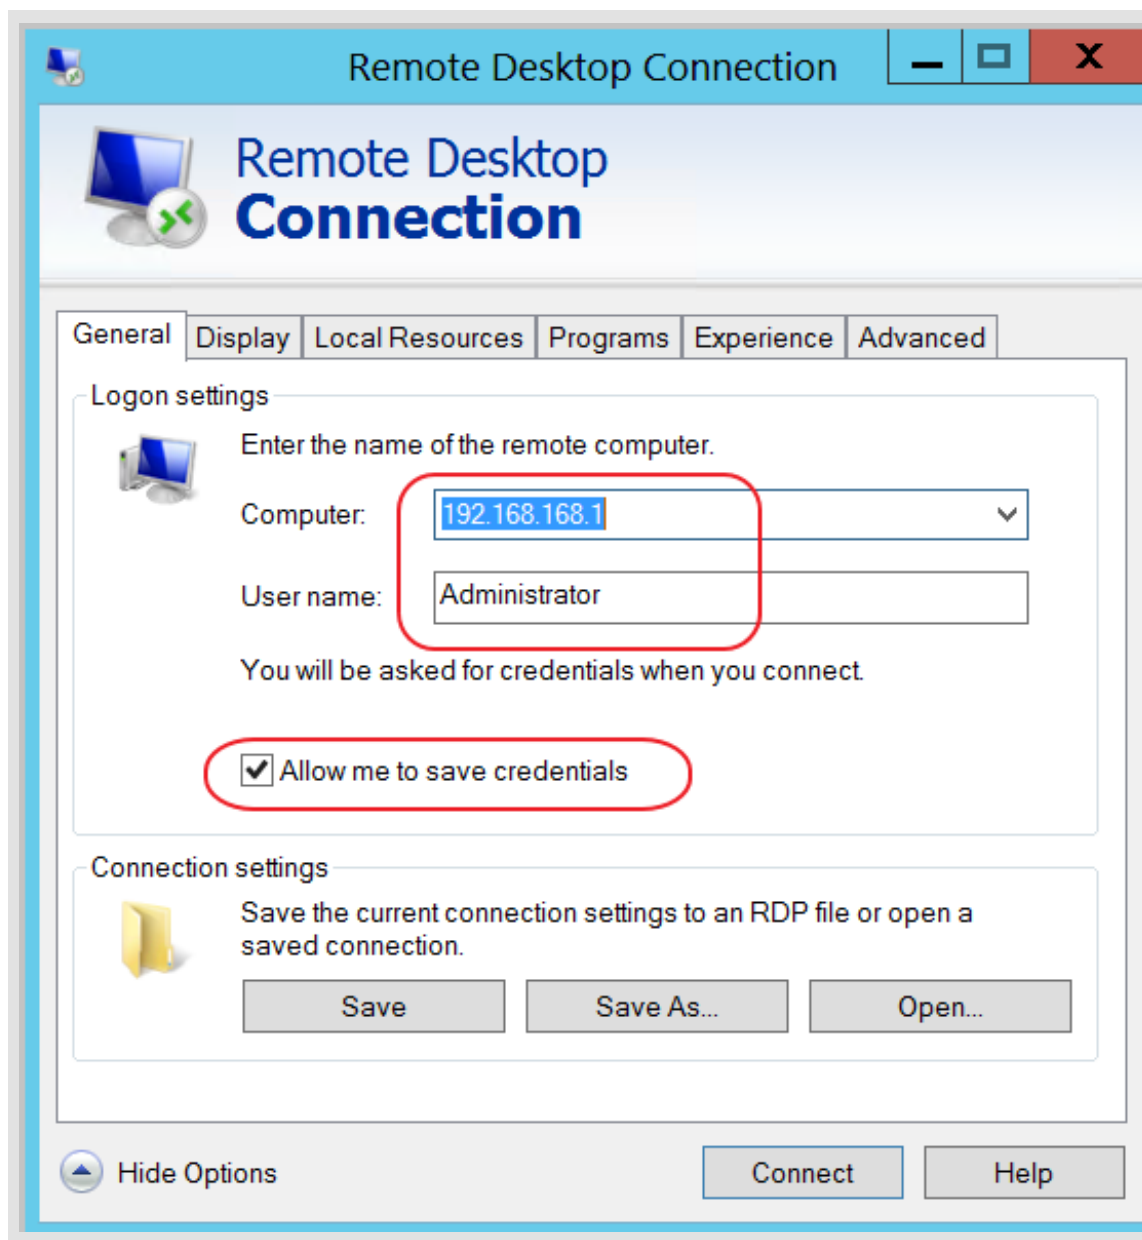 Remote Desktop Connection
X
Remote Desktop
Connection
General Display Local Resources Programs Experience Advanced
Logon settings
Enter the name of the remote computer.
Computer: 192.168.168.1
User name: Administrator
You will be asked for credentials when you connect.
Allow me to save credentials
Connection settings
Save the current connection settings to an RDP file or open a
saved connection.
Save Save As... Open...
Hide Options Connect Help